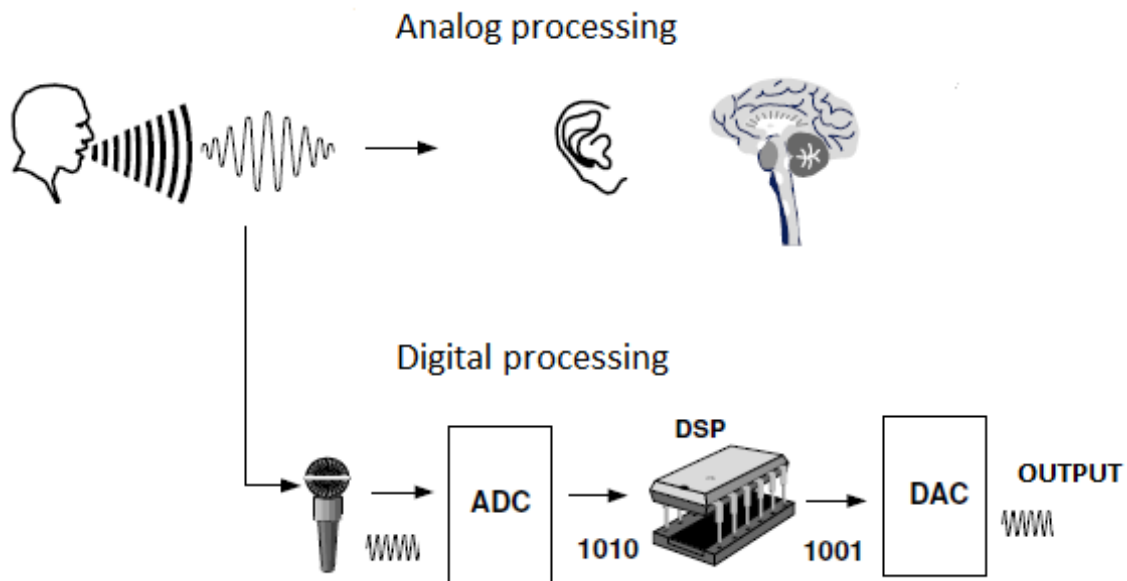 Analog processing
Digital processing
DSP
ADC
DAC
OUTPUT
1010
1001